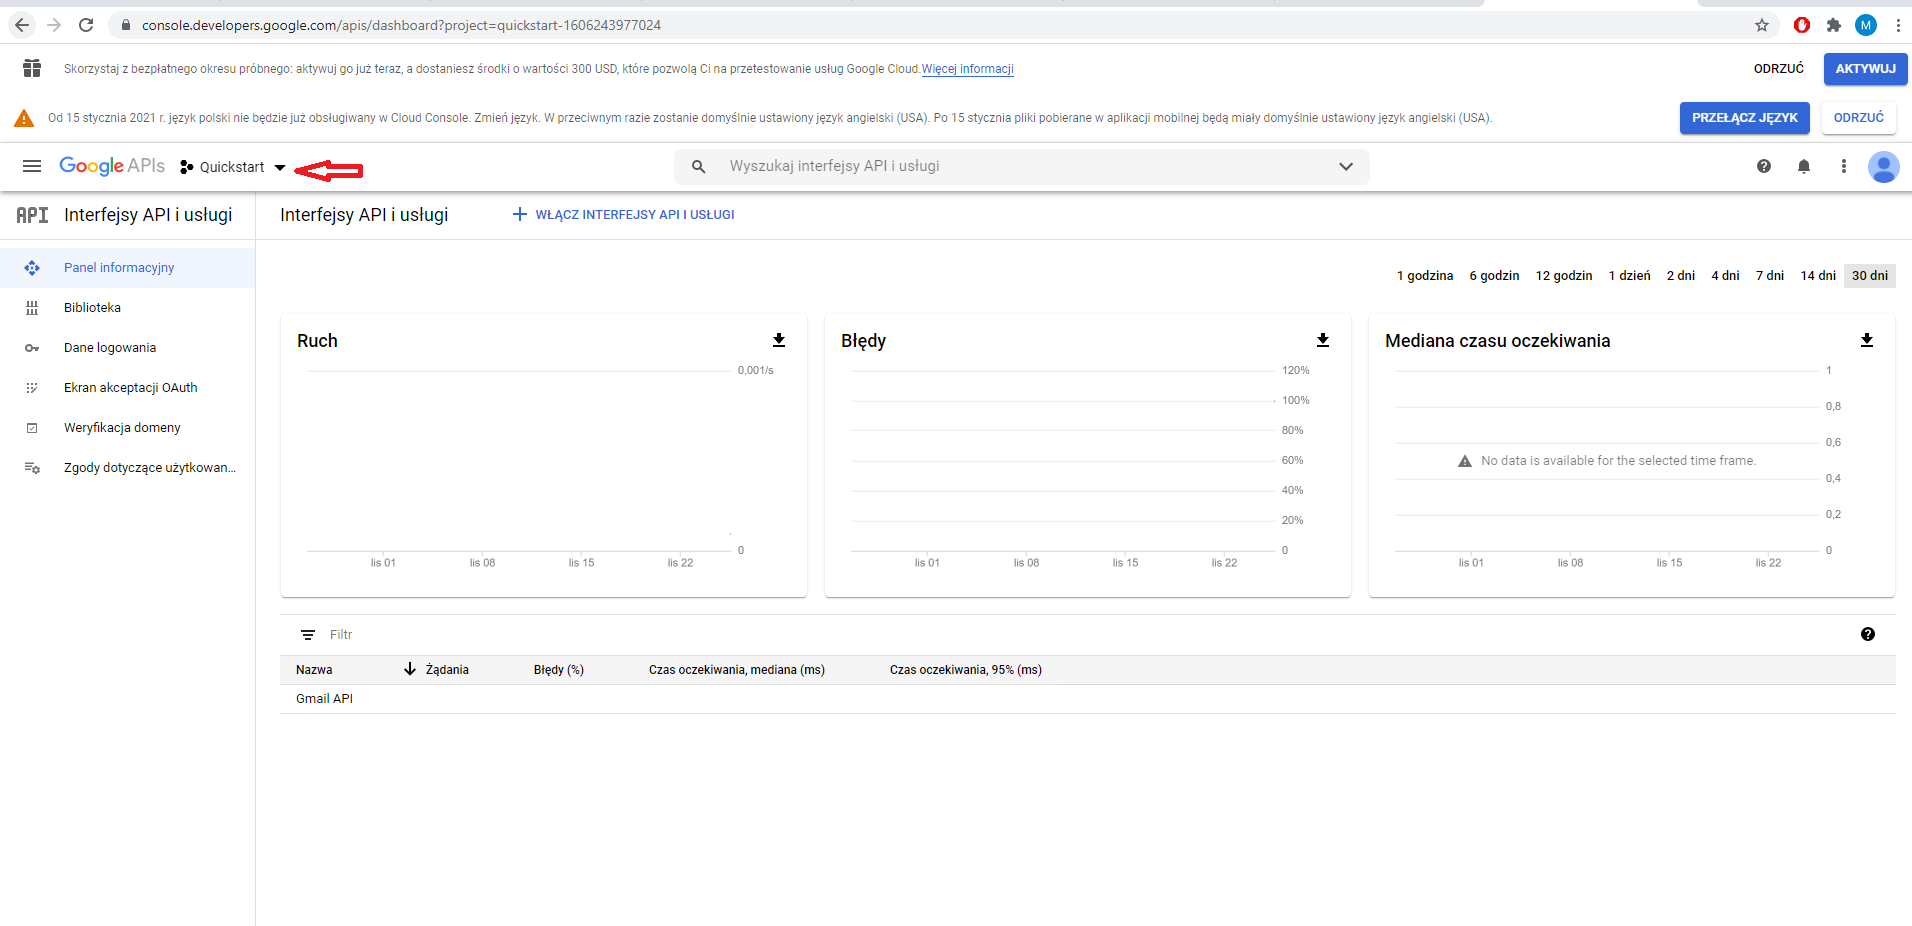 console.developers.google.com/apis/dashboard?project=quickstart-1606243977024
M
Skorzystaj z bezpłatnego okresu próbnego: aktywuj go już teraz, a dostaniesz środki o wartości 300 USD, które pozwolą Ci na przetestowanie usług Google Cloud. Więcej informacji
ODRZUĆ
AKTYWUJ
Od 15 stycznia 2021 r. język polski nie będzie już obsługiwany w Cloud Console. Zmień język. W przeciwnym razie zostanie domyślnie ustawiony język angielski (USA). Po 15 stycznia pliki pobierane w aplikacji mobilnej będą miały domyślnie ustawiony język angielski (USA).
PRZEŁĄCZ JĘZYK
ODRZUĆ
Google APIs
Quickstart
Wyszukaj interfejsy API i usługi
API Interfejsy API i usługi
Interfejsy API i usługi
WŁĄCZ INTERFEJSY API I USŁUGI
Panel informacyjny
Biblioteka
Dane logowania
Ekran akceptacji OAuth
Weryfikacja domeny
Zgody dotyczące użytkowan...
1 godzina 6 godzin 12 godzin 1 dzień 2 dni 4 dni 7 dni 14 dni 30 dni
Ruch
0,001/s
0
lis 01 lis 08 lis 15 lis 22
Błędy
120%
100%
80%
60%
40%
20%
0
lis 01 lis 08 lis 15 lis 22
Mediana czasu oczekiwania
1
0,8
0,6
No data is available for the selected time frame.
0,4
0,2
0
lis 01 lis 08 lis 15 lis 22
Filtr
Nazwa Żądania Błędy (%) Czas oczekiwania, mediana (ms) Czas oczekiwania, 95% (ms)
Gmail API